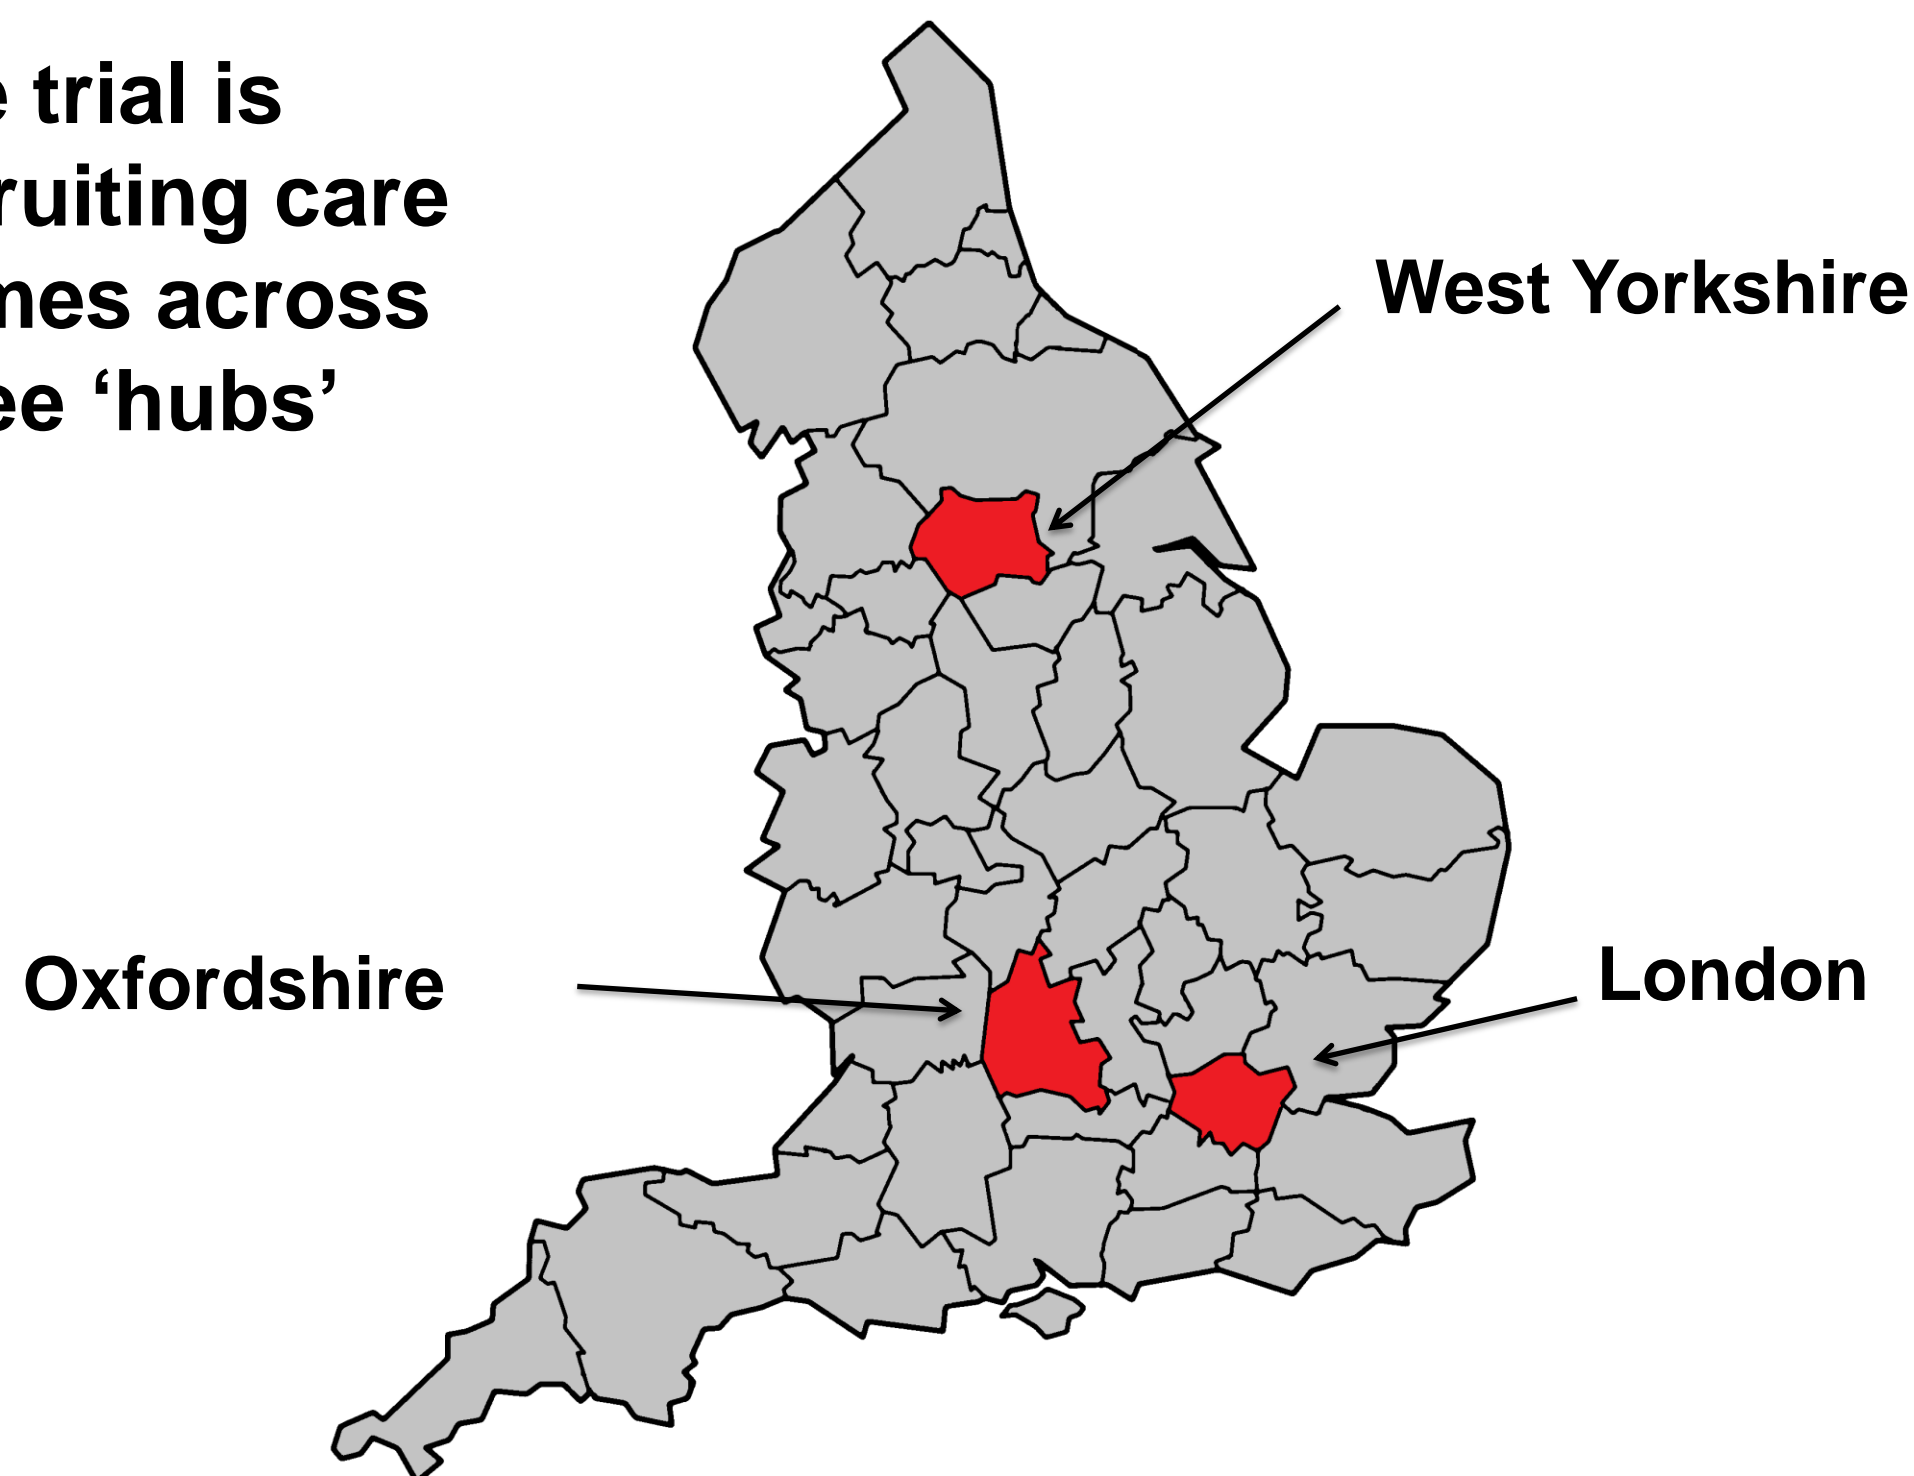 e trial is
ruiting care
mes across
ee ‘hubs’
West Yorkshire
Oxfordshire
London